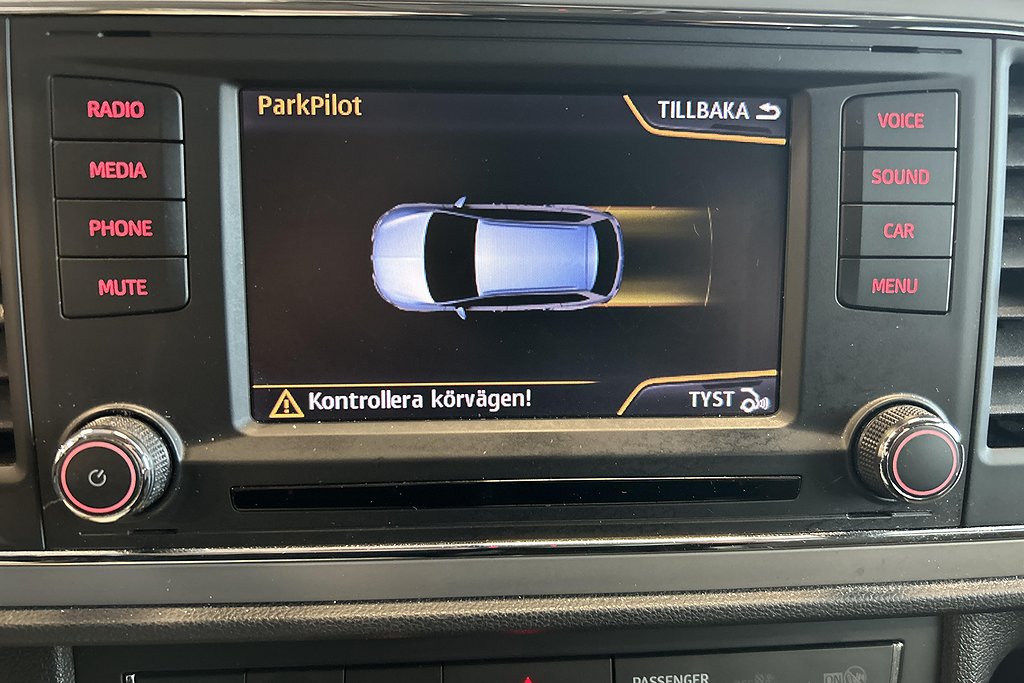 RADIO
MEDIA
PHONE
MUTE
ParkPilot
TILLBAKA
Kontrollera körvägen!
TYST
VOICE
SOUND
CAR
MENU
PASSENGER